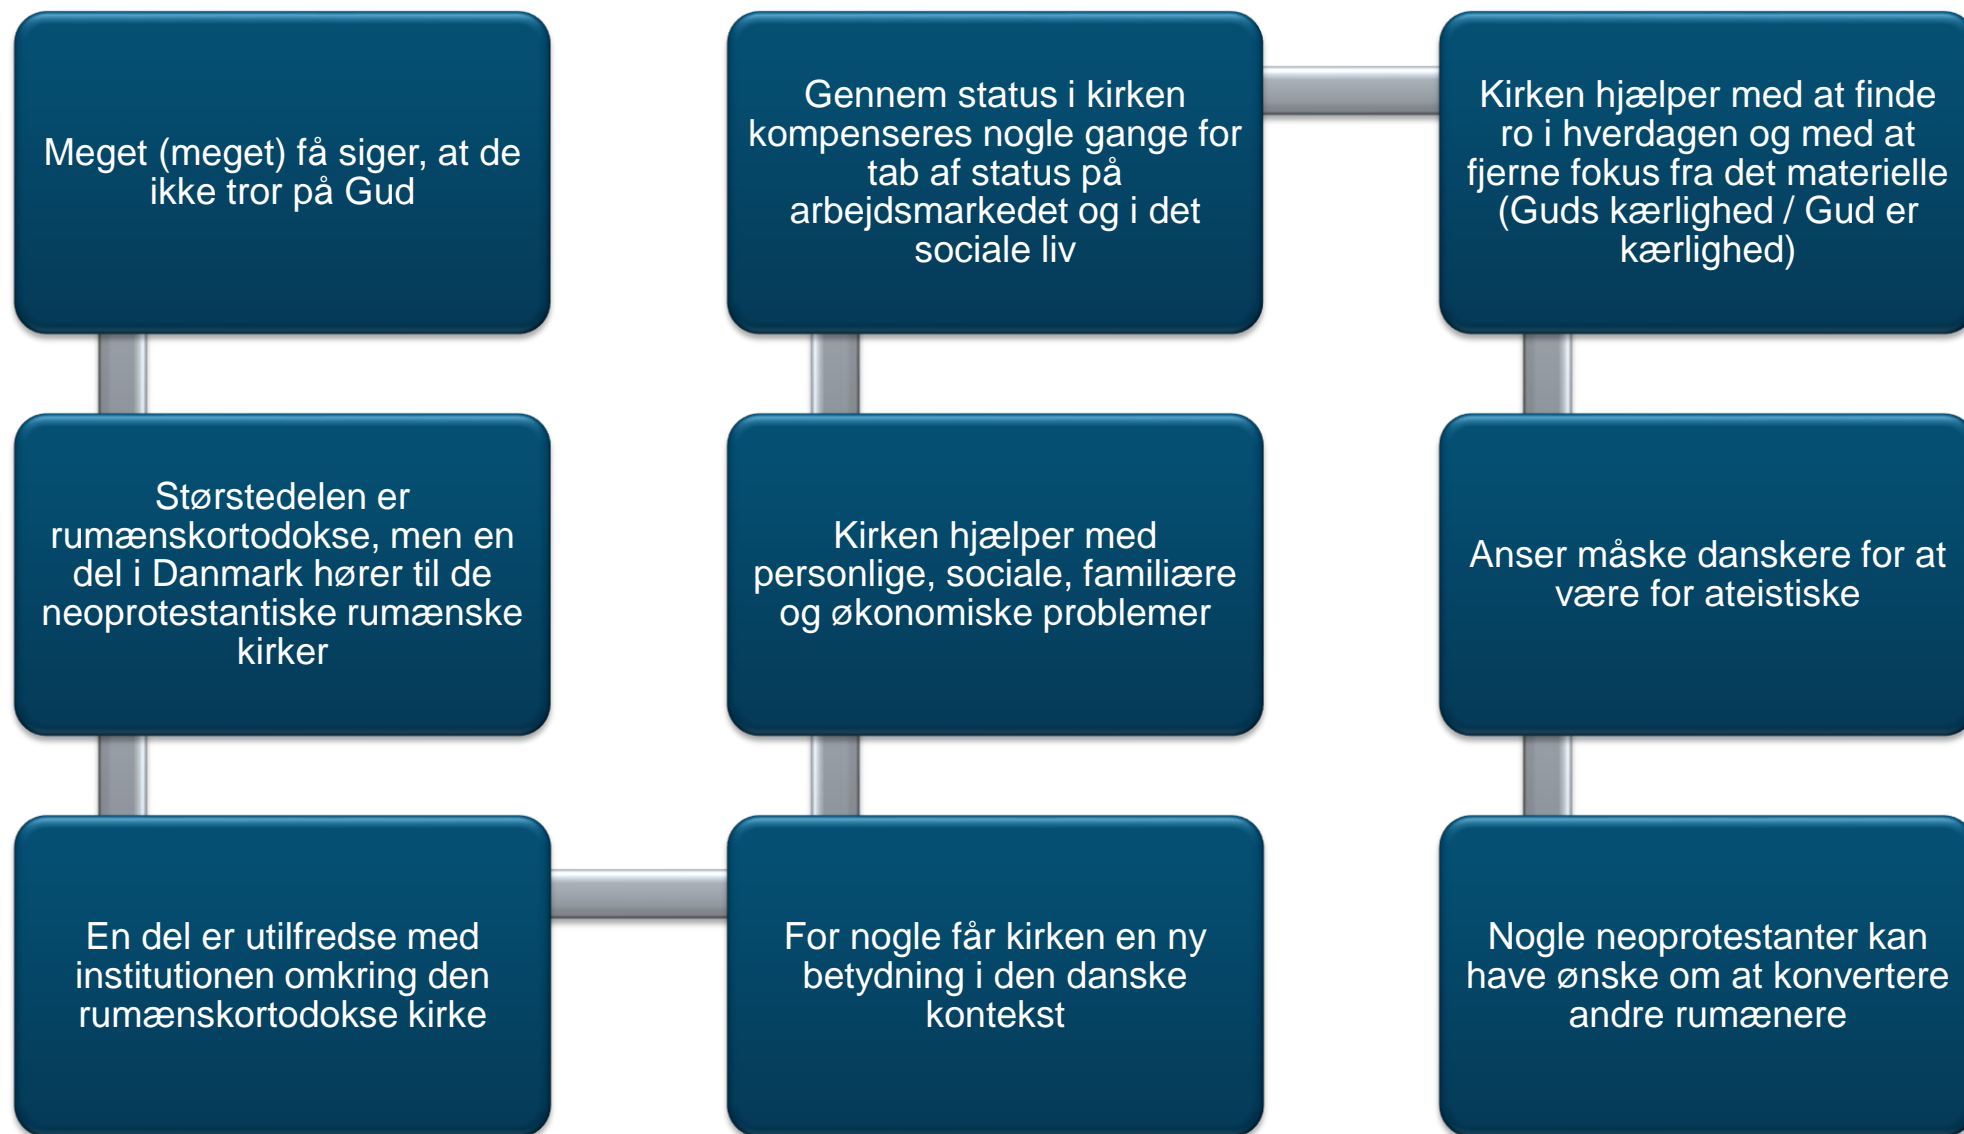 Meget (meget) få siger, at de
ikke tror på Gud
Størstedelen er
rumænskortodokse, men en
del i Danmark hører til de
neoprotestantiske rumænske
kirker
En del er utilfredse med
institutionen omkring den
rumænskortodokse kirke
For nogle får kirken en ny
betydning i den danske
kontekst
Kirken hjælper med
personlige, sociale, familiære
og økonomiske problemer
Gennem status i kirken
kompenseres nogle gange for
tab af status på
arbejdsmarkedet og i det
sociale liv
Kirken hjælper med at finde
ro i hverdagen og med at
fjerne fokus fra det materielle
(Guds kærlighed / Gud er
kærlighed)
Anser måske danskere for at
være for ateistiske
Nogle neoprotestanter kan
have ønske om at konvertere
andre rumænere